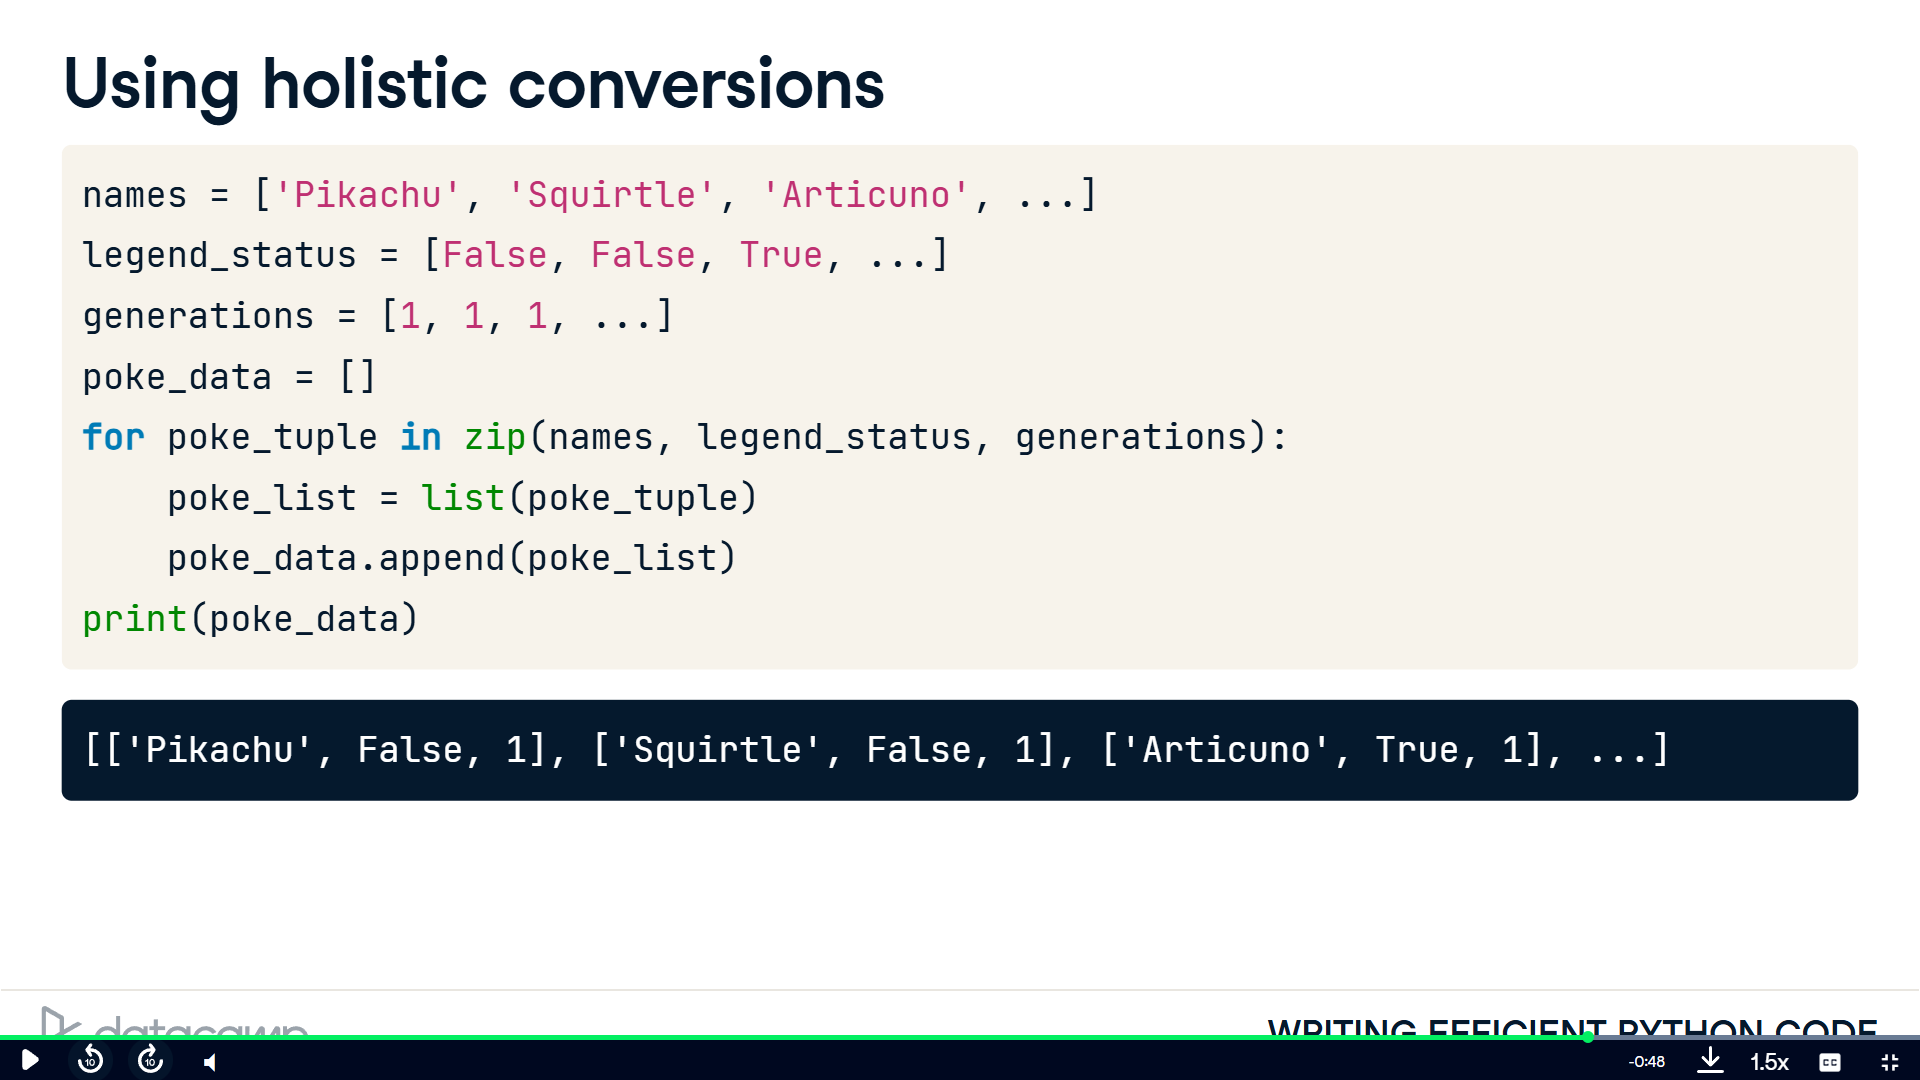 Using holistic conversions
names = ['Pikachu', 'Squirtle', 'Articuno', ...]
legend_status = [False, False, True, ...]
generations = [1, 1, 1, ...]
poke_data = []
for poke_tuple in zip(names, legend_status, generations):
    poke_list = list(poke_tuple)
    poke_data.append(poke_list)
print(poke_data)
[['Pikachu', False, 1], ['Squirtle', False, 1], ['Articuno', True, 1], ...]
datacamp
WRITING EFFICIENT PYTHON CODE
10
10
-0:48
1.5x
CC